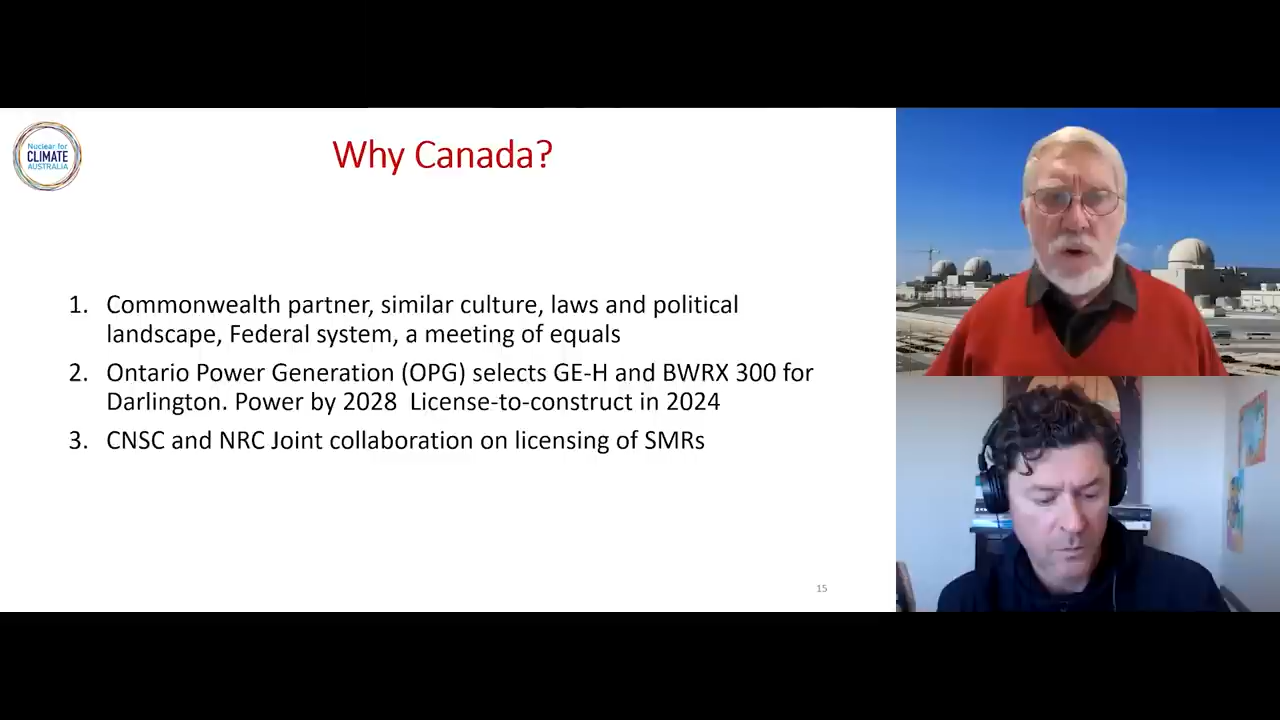 Nuclear for
CLIMATE
AUSTRALIA
Why Canada?
1. Commonwealth partner, similar culture, laws and political
landscape, Federal system, a meeting of equals
2. Ontario Power Generation (OPG) selects GE-H and BWRX 300 for
Darlington. Power by 2028  License-to-construct in 2024
3. CNSC and NRC Joint collaboration on licensing of SMRs
15